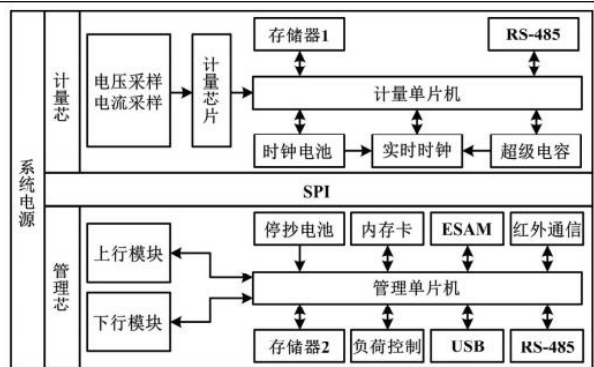 系统电源
计量芯
电压采样
电流采样
计量芯片
存储器1
RS-485
计量单片机
时钟电池
实时时钟
超级电容
SPI
管理芯
上行模块
下行模块
停抄电池
内存卡
ESAM
红外通信
管理单片机
存储器2
负荷控制
USB
RS-485